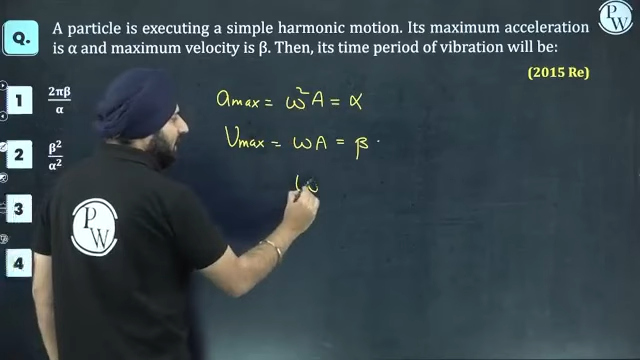 Q. A particle is executing a simple harmonic motion. Its maximum acceleration
is α and maximum velocity is β. Then, its time period of vibration will be:
(2015 Re)
1 2πβ/α
2 β²/α²
3
4
amax = ω²A = α
Vmax = ωA = β
ω
PW
PW